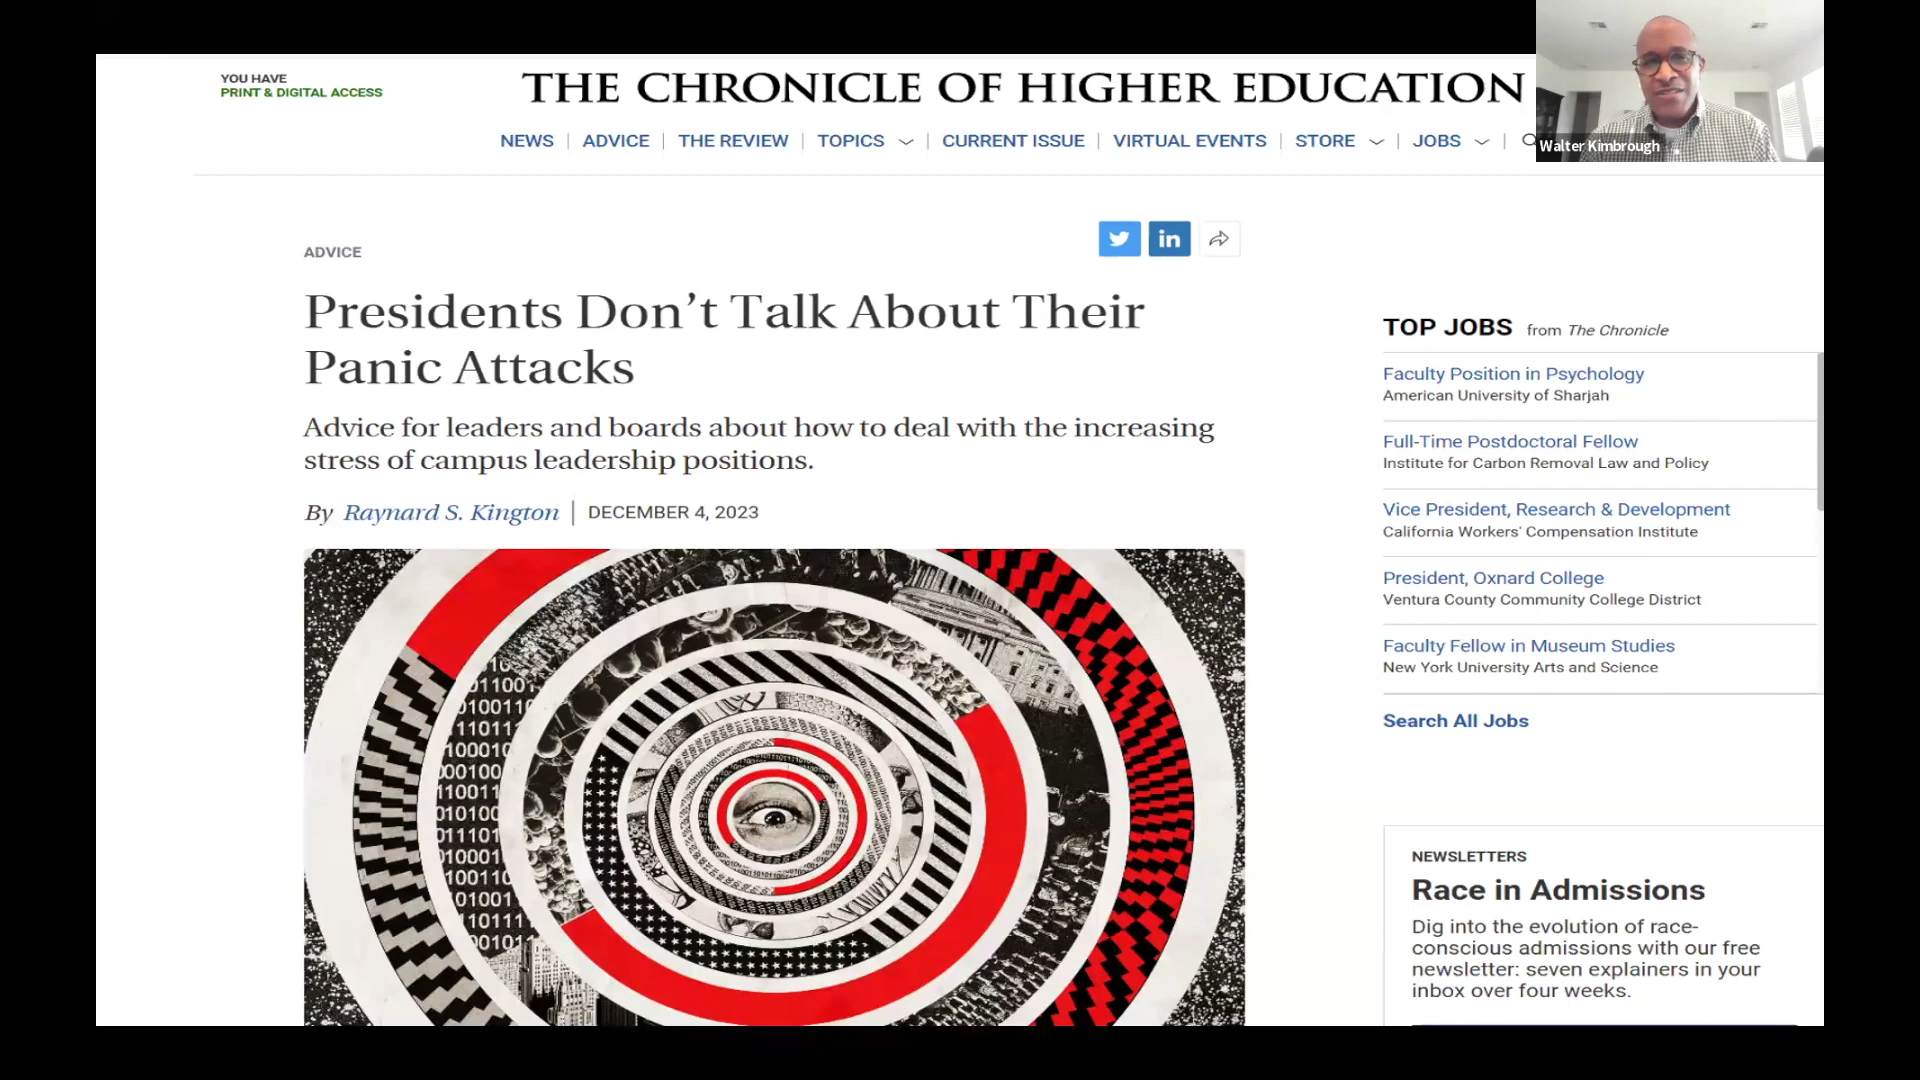 YOU HAVE
PRINT & DIGITAL ACCESS
THE CHRONICLE OF HIGHER EDUCATION
NEWS | ADVICE | THE REVIEW | TOPICS | CURRENT ISSUE | VIRTUAL EVENTS | STORE | JOBS |
Walter Kimbrough
ADVICE
in
Presidents Don’t Talk About Their
Panic Attacks
Advice for leaders and boards about how to deal with the increasing
stress of campus leadership positions.
By Raynard S. Kington | DECEMBER 4, 2023
TOP JOBS from The Chronicle
Faculty Position in Psychology
American University of Sharjah
Full-Time Postdoctoral Fellow
Institute for Carbon Removal Law and Policy
Vice President, Research & Development
California Workers' Compensation Institute
President, Oxnard College
Ventura County Community College District
Faculty Fellow in Museum Studies
New York University Arts and Science
Search All Jobs
NEWSLETTERS
Race in Admissions
Dig into the evolution of race-
conscious admissions with our free
newsletter: seven explainers in your
inbox over four weeks.